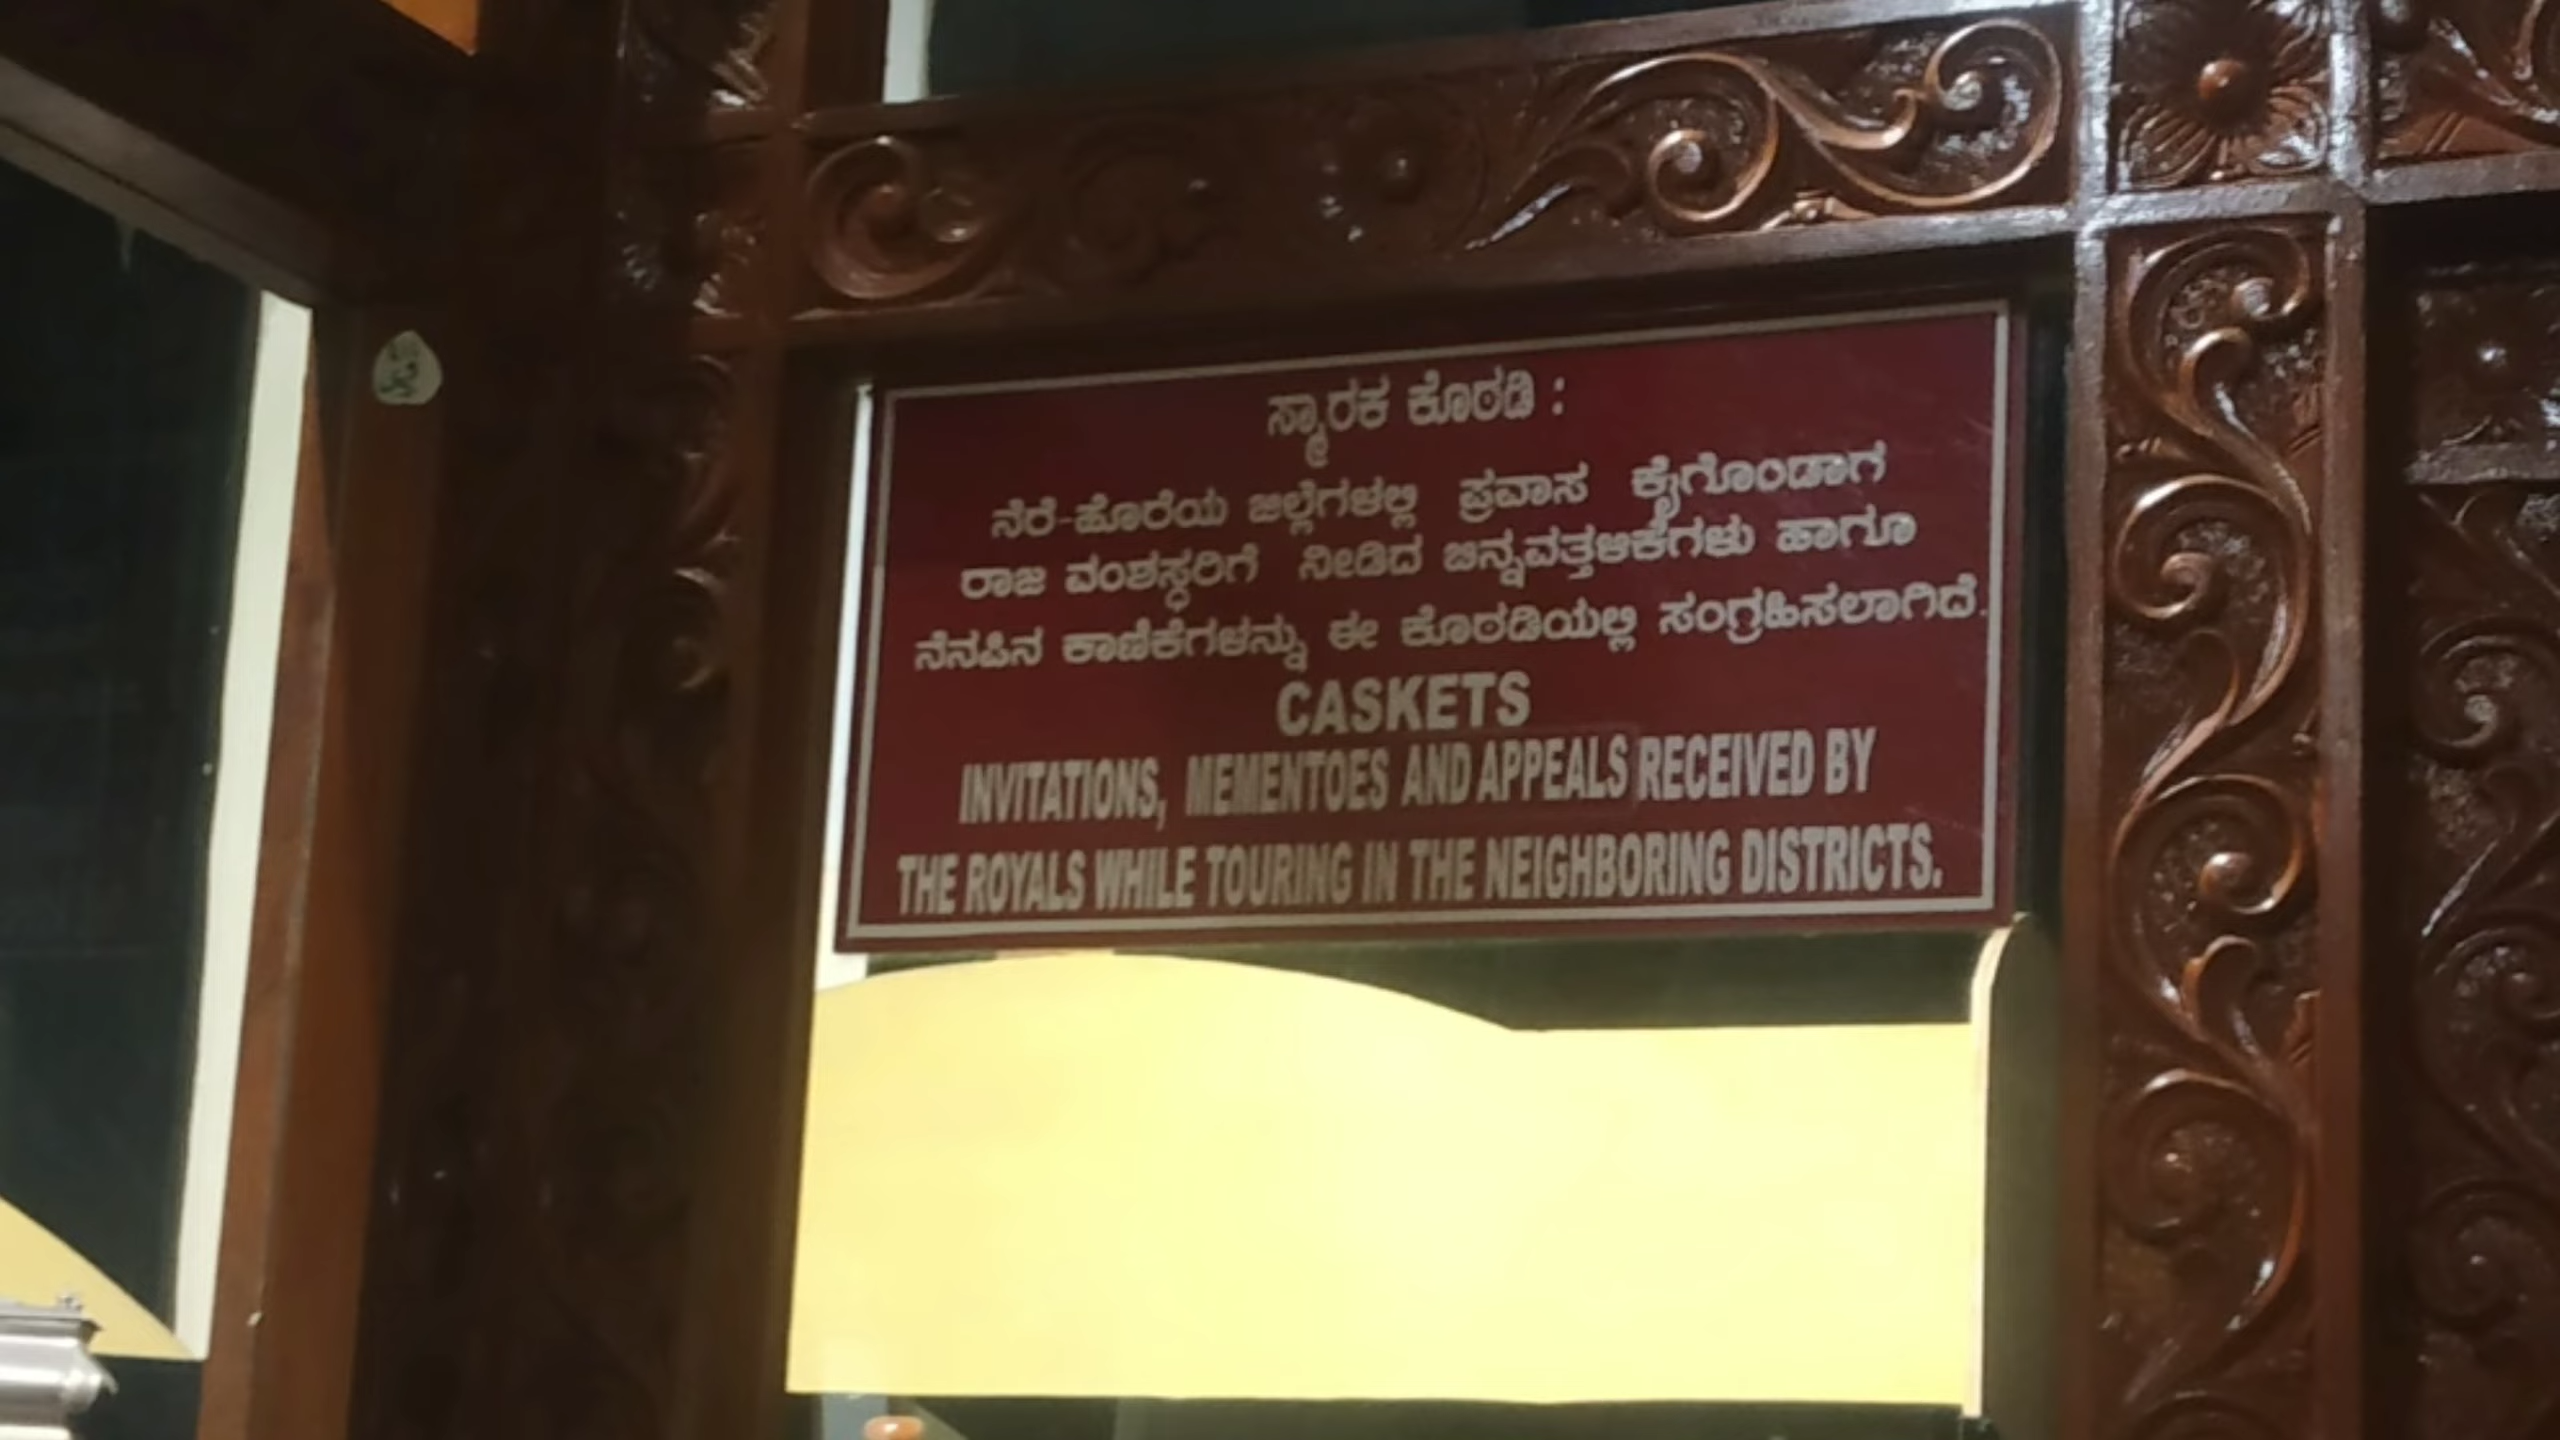 ಸ್ಮಾರಕ ಕೊಠಡಿ :
ನೆರೆ-ಹೊರೆಯ ಜಿಲ್ಲೆಗಳಲ್ಲಿ ಪ್ರವಾಸ ಕೈಗೊಂಡಾಗ
ರಾಜ ವಂಶಸ್ಥರಿಗೆ ನೀಡಿದ ಬಿನ್ನವತ್ತಳಿಕೆಗಳು ಹಾಗೂ
ನೆನಪಿನ ಕಾಣಿಕೆಗಳನ್ನು ಈ ಕೊಠಡಿಯಲ್ಲಿ ಸಂಗ್ರಹಿಸಲಾಗಿದೆ.
CASKETS
INVITATIONS, MEMENTOES AND APPEALS RECEIVED BY
THE ROYALS WHILE TOURING IN THE NEIGHBORING DISTRICTS.